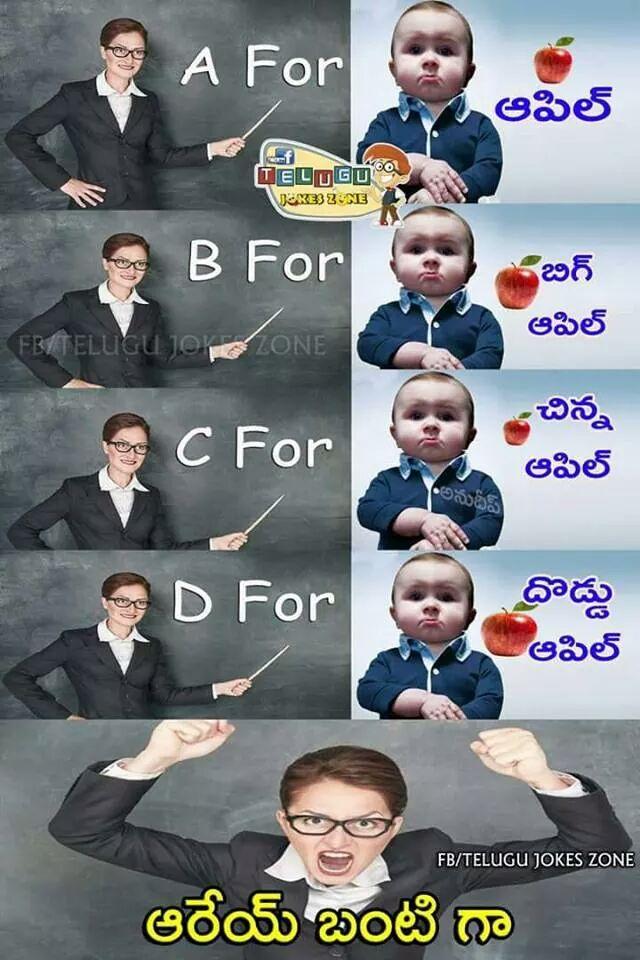 A For
ఆపిల్
f
TELUGU
JOKES ZONE
B For
బిగ్
ఆపిల్
FB/TELUGU JOKES ZONE
C For
చిన్న
ఆపిల్
అనుదీప్
D For
దొడ్డు
ఆపిల్
FB/TELUGU JOKES ZONE
ఆరేయ్ బంటి గా